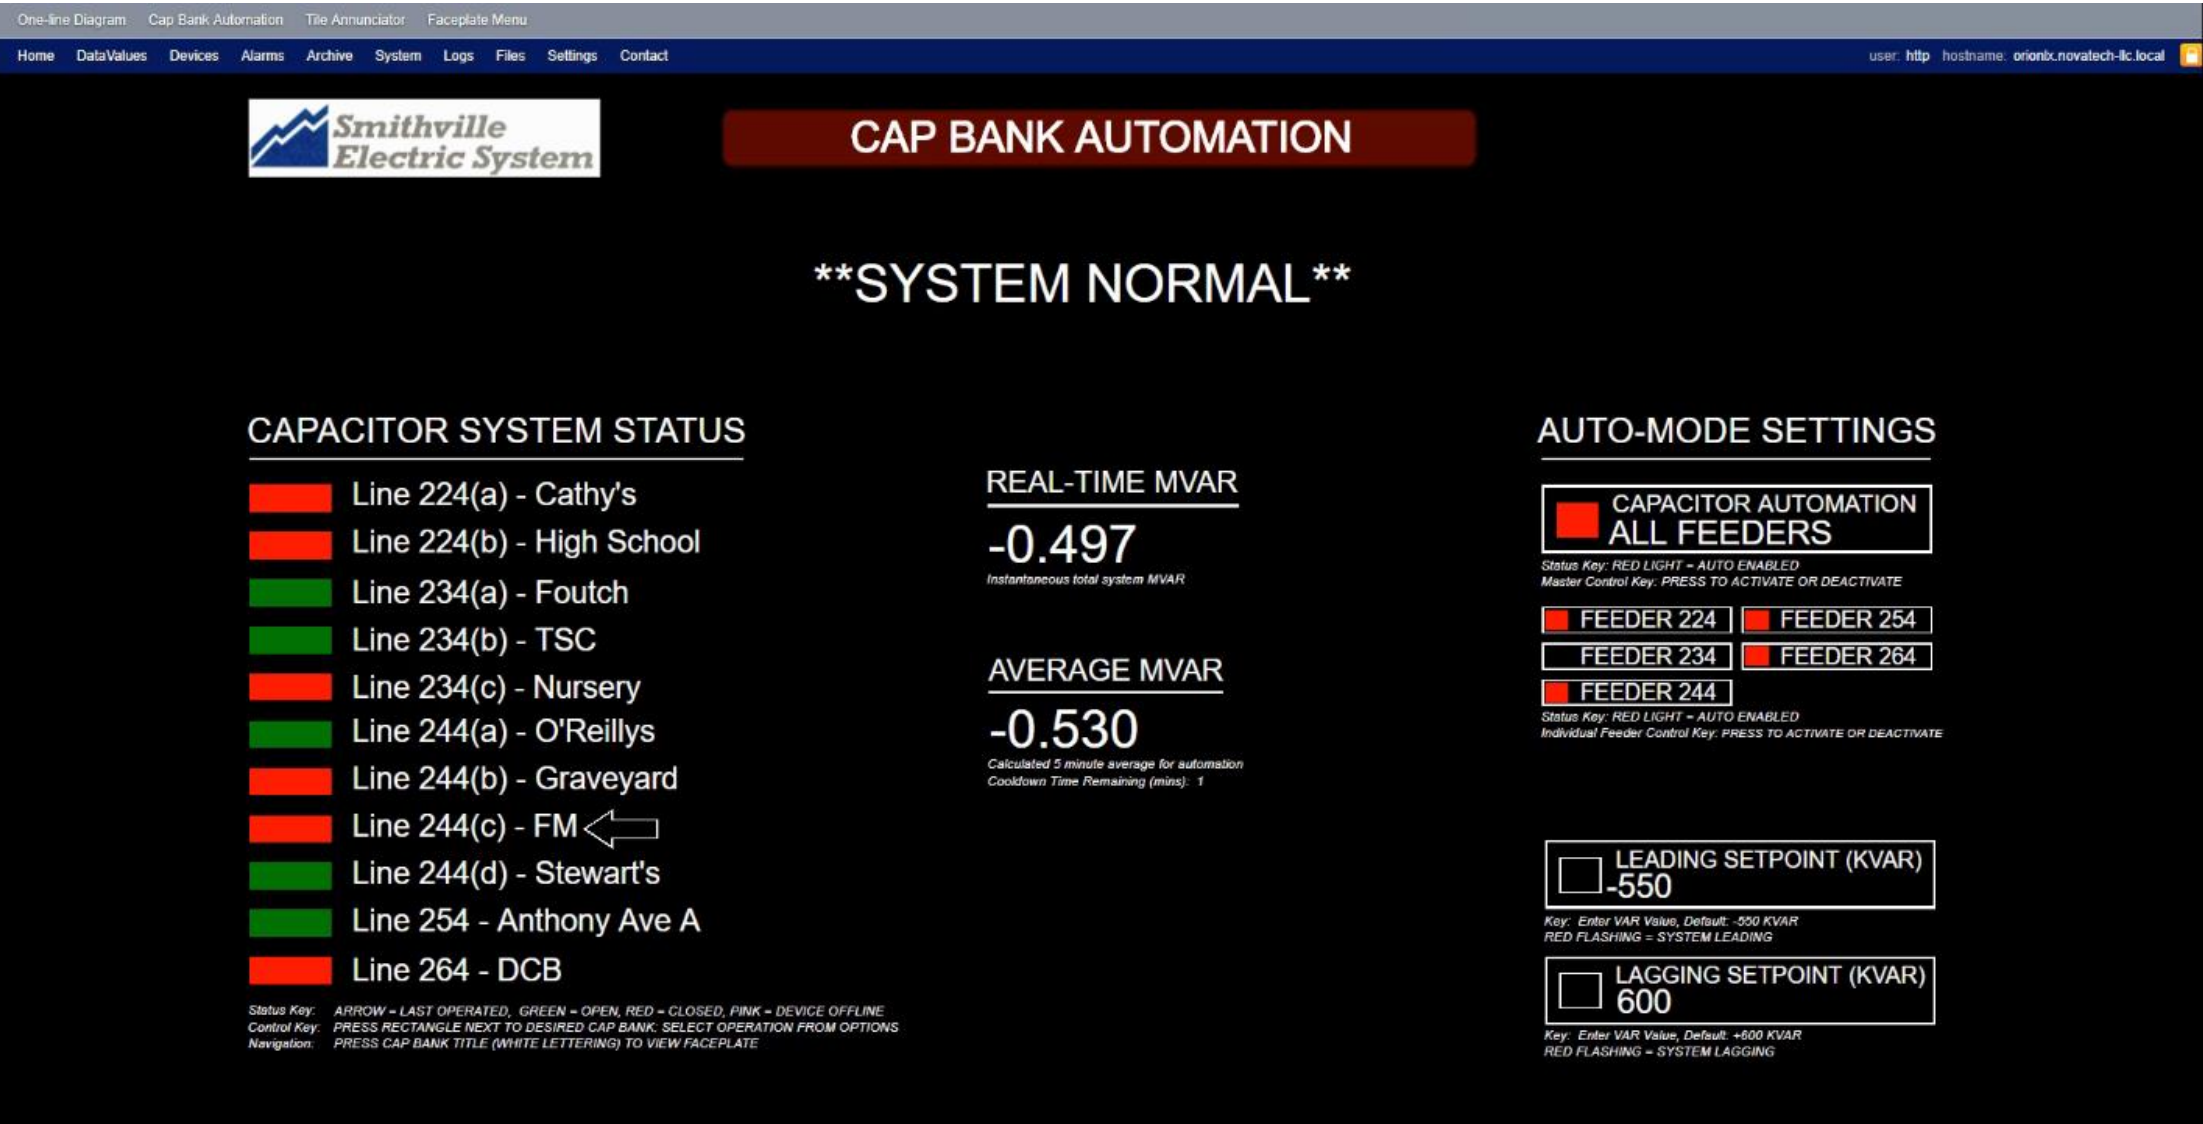 One-line Diagram Cap Bank Automation Tile Annunciator Faceplate Menu
Home DataValues Devices Alarms Archive System Logs Files Settings Contact user: http hostname: orionlx.novatech-llc.local
Smithville
Electric System
CAP BANK AUTOMATION
**SYSTEM NORMAL**
CAPACITOR SYSTEM STATUS
Line 224(a) - Cathy's
Line 224(b) - High School
Line 234(a) - Foutch
Line 234(b) - TSC
Line 234(c) - Nursery
Line 244(a) - O'Reillys
Line 244(b) - Graveyard
Line 244(c) - FM
Line 244(d) - Stewart's
Line 254 - Anthony Ave A
Line 264 - DCB
Status Key: ARROW = LAST OPERATED, GREEN = OPEN, RED = CLOSED, PINK = DEVICE OFFLINE
Control Key: PRESS RECTANGLE NEXT TO DESIRED CAP BANK: SELECT OPERATION FROM OPTIONS
Navigation: PRESS CAP BANK TITLE (WHITE LETTERING) TO VIEW FACEPLATE
REAL-TIME MVAR
-0.497
Instantaneous total system MVAR
AVERAGE MVAR
-0.530
Calculated 5 minute average for automation
Cooldown Time Remaining (mins): 1
AUTO-MODE SETTINGS
CAPACITOR AUTOMATION
ALL FEEDERS
Status Key: RED LIGHT = AUTO ENABLED
Master Control Key: PRESS TO ACTIVATE OR DEACTIVATE
FEEDER 224 FEEDER 254
FEEDER 234 FEEDER 264
FEEDER 244
Status Key: RED LIGHT = AUTO ENABLED
Individual Feeder Control Key: PRESS TO ACTIVATE OR DEACTIVATE
LEADING SETPOINT (KVAR)
-550
Key: Enter VAR Value, Default: -550 KVAR
RED FLASHING = SYSTEM LEADING
LAGGING SETPOINT (KVAR)
600
Key: Enter VAR Value, Default: +600 KVAR
RED FLASHING = SYSTEM LAGGING